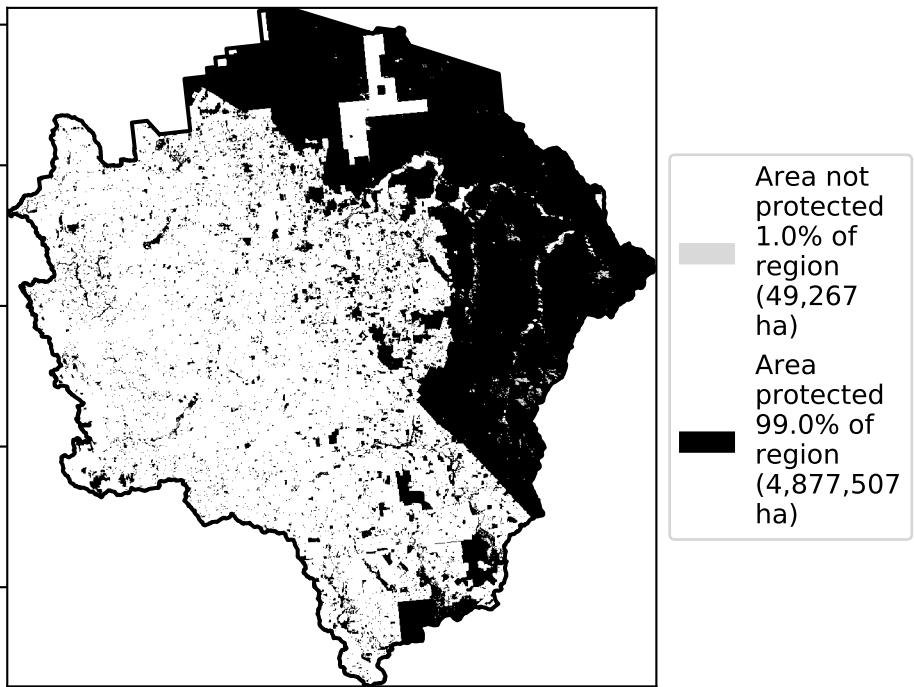 Area not
protected
1.0% of
region
(49,267
ha)
Area
protected
99.0% of
region
(4,877,507
ha)